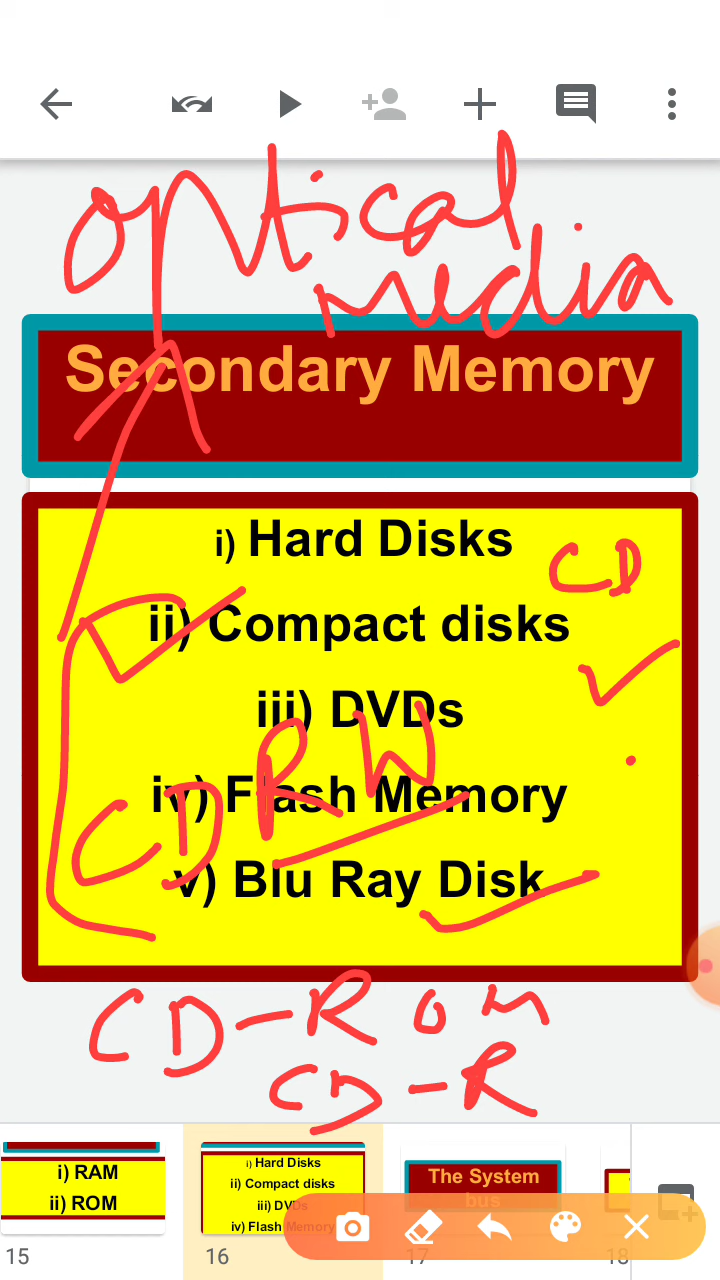 optical
media
Secondary Memory
i) Hard Disks
CD
ii) Compact disks
iii) DVDs
CD RW
iv) Flash Memory
v) Blu Ray Disk
CD-ROM
CD-R
i) RAM
ii) ROM
15
i) Hard Disks
ii) Compact disks
iii) DVDs
iv) Flash Memory
16
The System
bus
17
18